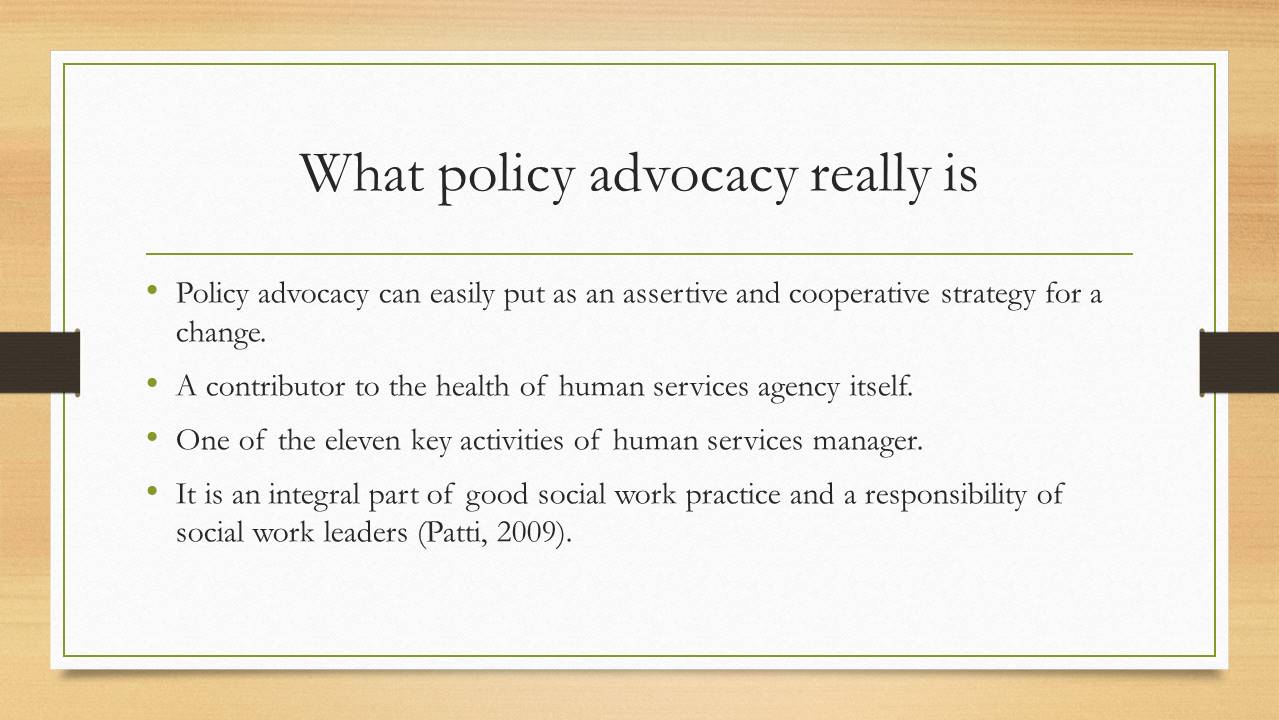 What policy advocacy really is
• Policy advocacy can easily put as an assertive and cooperative strategy for a
change.
• A contributor to the health of human services agency itself.
• One of the eleven key activities of human services manager.
• It is an integral part of good social work practice and a responsibility of
social work leaders (Patti, 2009).